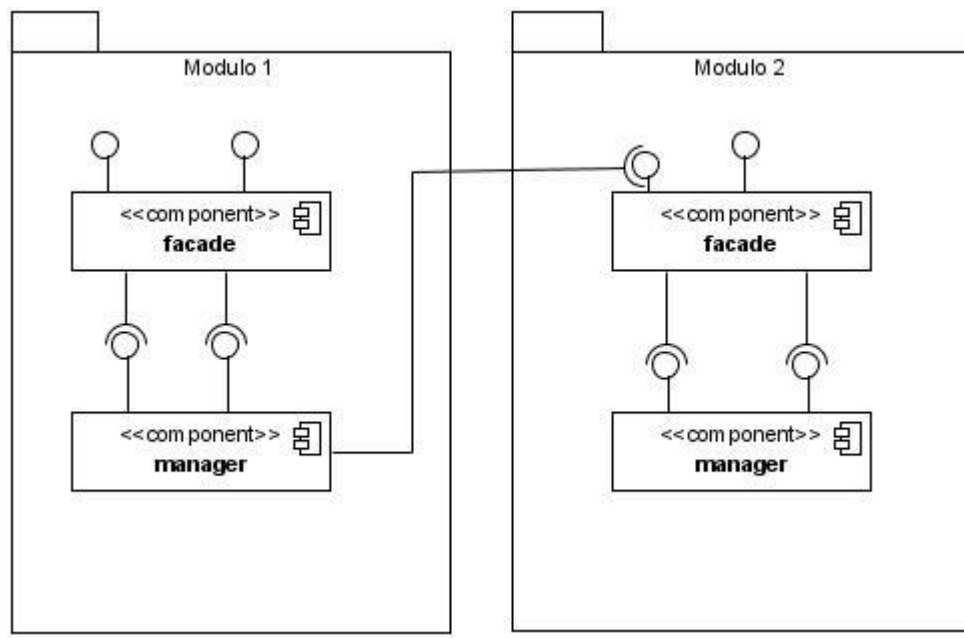 Modulo 1
<<component>>
facade
<<component>>
manager
Modulo 2
<<component>>
facade
<<component>>
manager